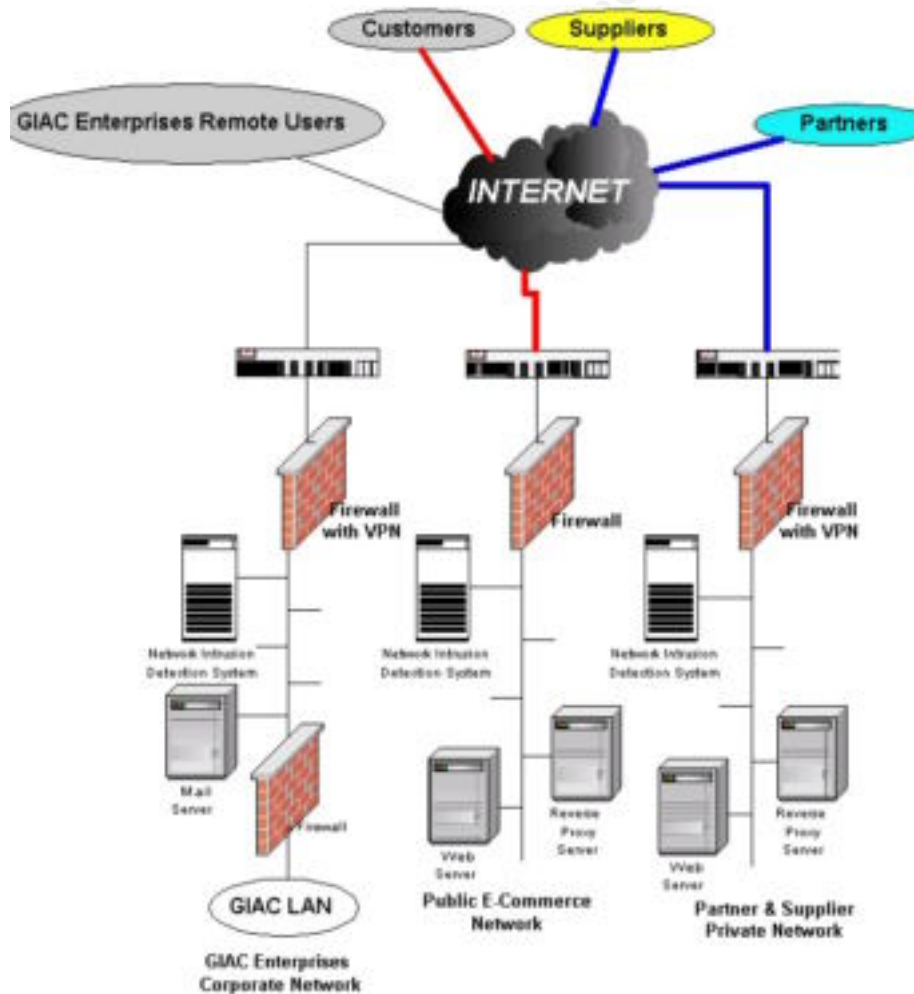 Customers
Suppliers
GIAC Enterprises Remote Users
Partners
INTERNET
Firewall
with VPN
Firewall
Firewall
with VPN
Network Intrusion
Detection System
Network Intrusion
Detection System
Network Intrusion
Detection System
Mail
Server
Firewall
Web
Server
Reverse
Proxy
Server
Web
Server
Reverse
Proxy
Server
GIAC LAN
Public E-Commerce
Network
Partner & Supplier
Private Network
GIAC Enterprises
Corporate Network